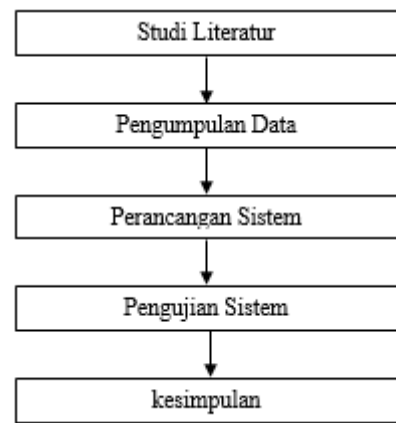 Studi Literatur
Pengumpulan Data
Perancangan Sistem
Pengujian Sistem
kesimpulan